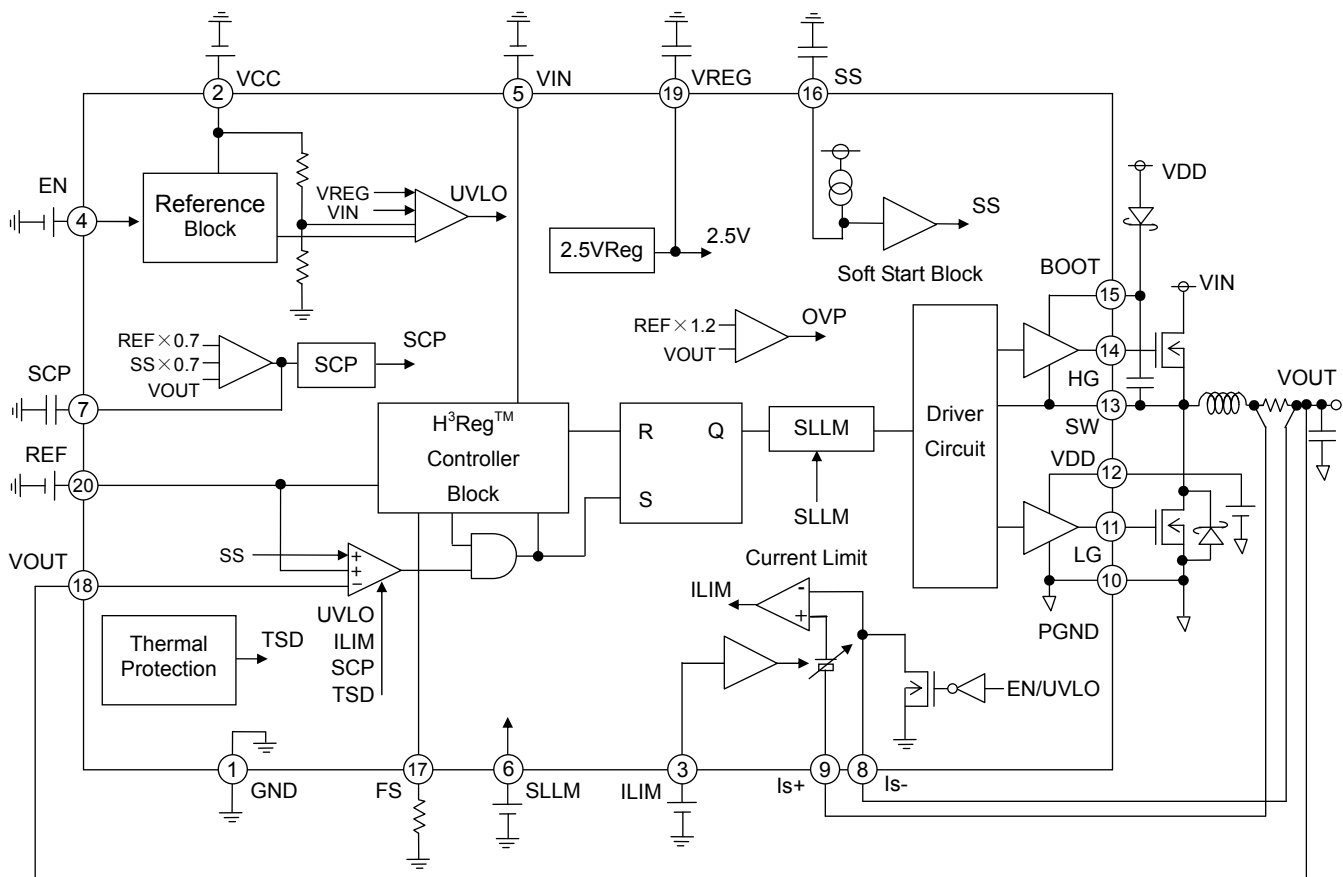 VCC
2
VIN
5
VREG
19
SS
16
EN
4
Reference
Block
VREG
VIN
UVLO
2.5VReg
2.5V
SS
Soft Start Block
VDD
BOOT
15
VIN
REF×0.7
SS×0.7
VOUT
SCP
SCP
REF×1.2
VOUT
OVP
14
HG
SCP
7
13
SW
VOUT
H³Reg™
Controller
Block
R
Q
S
SLLM
SLLM
Driver
Circuit
REF
20
VDD
12
11
LG
10
PGND
VOUT
18
SS
+
+
-
UVLO
ILIM
SCP
TSD
Thermal
Protection
TSD
Current Limit
ILIM
-
+
EN/UVLO
1
GND
17
FS
6
SLLM
3
ILIM
9
Is+
8
Is-